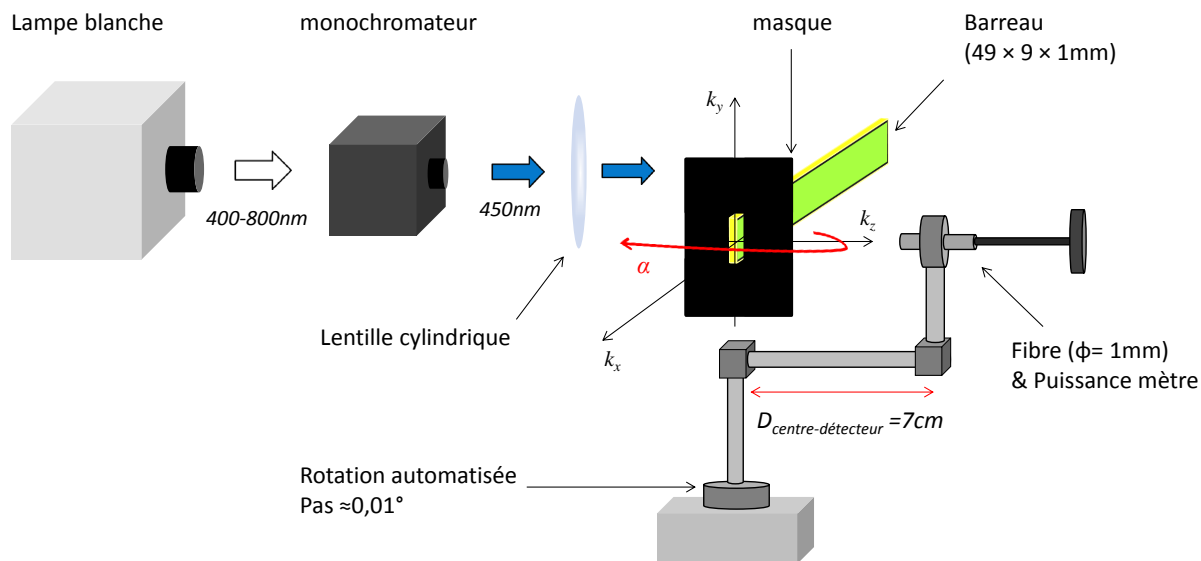 Lampe blanche
monochromateur
masque
Barreau
(49 × 9 × 1mm)
k_y
400-800nm
450nm
k_z
α
Lentille cylindrique
k_x
Fibre (ϕ= 1mm)
& Puissance mètre
D_centre-détecteur =7cm
Rotation automatisée
Pas ≈0,01°